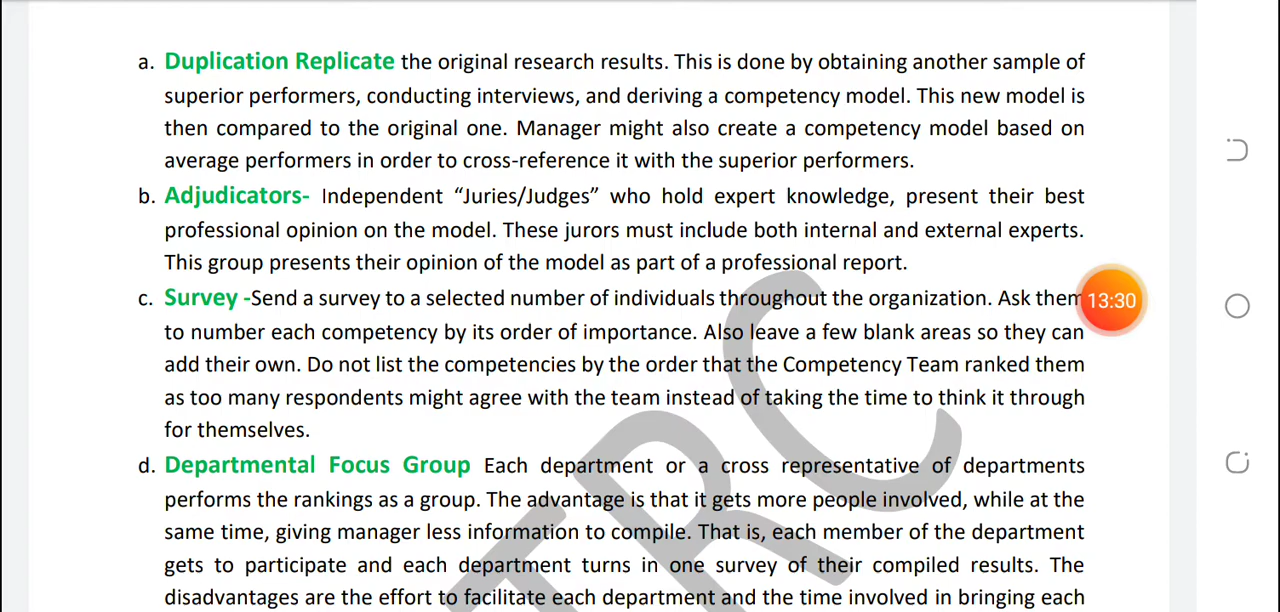 a. Duplication Replicate the original research results. This is done by obtaining another sample of
superior performers, conducting interviews, and deriving a competency model. This new model is
then compared to the original one. Manager might also create a competency model based on
average performers in order to cross-reference it with the superior performers.
b. Adjudicators- Independent “Juries/Judges” who hold expert knowledge, present their best
professional opinion on the model. These jurors must include both internal and external experts.
This group presents their opinion of the model as part of a professional report.
c. Survey -Send a survey to a selected number of individuals throughout the organization. Ask them
13:30
to number each competency by its order of importance. Also leave a few blank areas so they can
add their own. Do not list the competencies by the order that the Competency Team ranked them
as too many respondents might agree with the team instead of taking the time to think it through
for themselves.
d. Departmental Focus Group Each department or a cross representative of departments
performs the rankings as a group. The advantage is that it gets more people involved, while at the
same time, giving manager less information to compile. That is, each member of the department
gets to participate and each department turns in one survey of their compiled results. The
disadvantages are the effort to facilitate each department and the time involved in bringing each
TRC